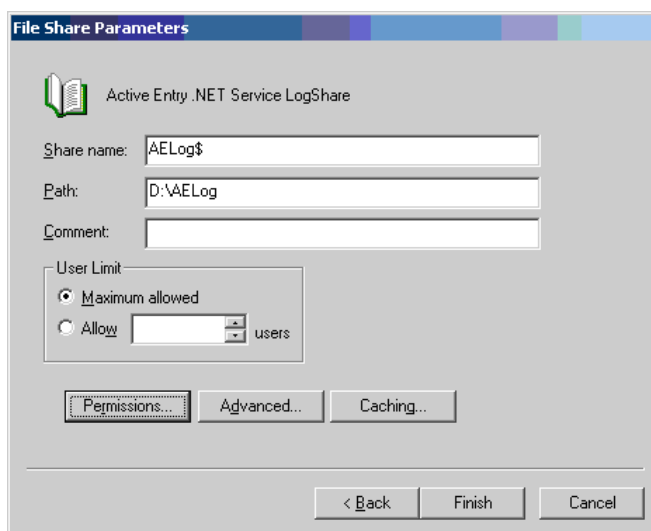 File Share Parameters
Active Entry .NET Service LogShare
Share name: AELog$
Path: D:\AELog
Comment:
User Limit
Maximum allowed
Allow users
Permissions... Advanced... Caching...
< Back Finish Cancel